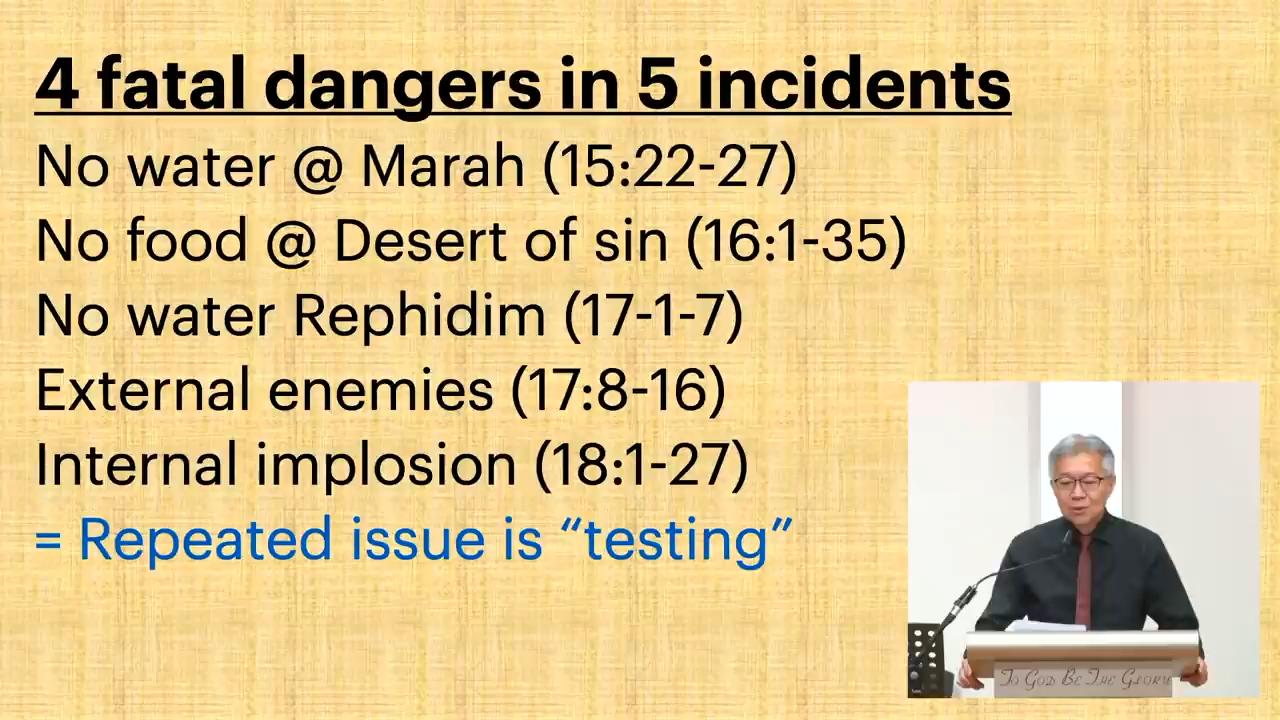 4 fatal dangers in 5 incidents
No water @ Marah (15:22-27)
No food @ Desert of sin (16:1-35)
No water Rephidim (17-1-7)
External enemies (17:8-16)
Internal implosion (18:1-27)
= Repeated issue is “testing”
To God Be The Glory